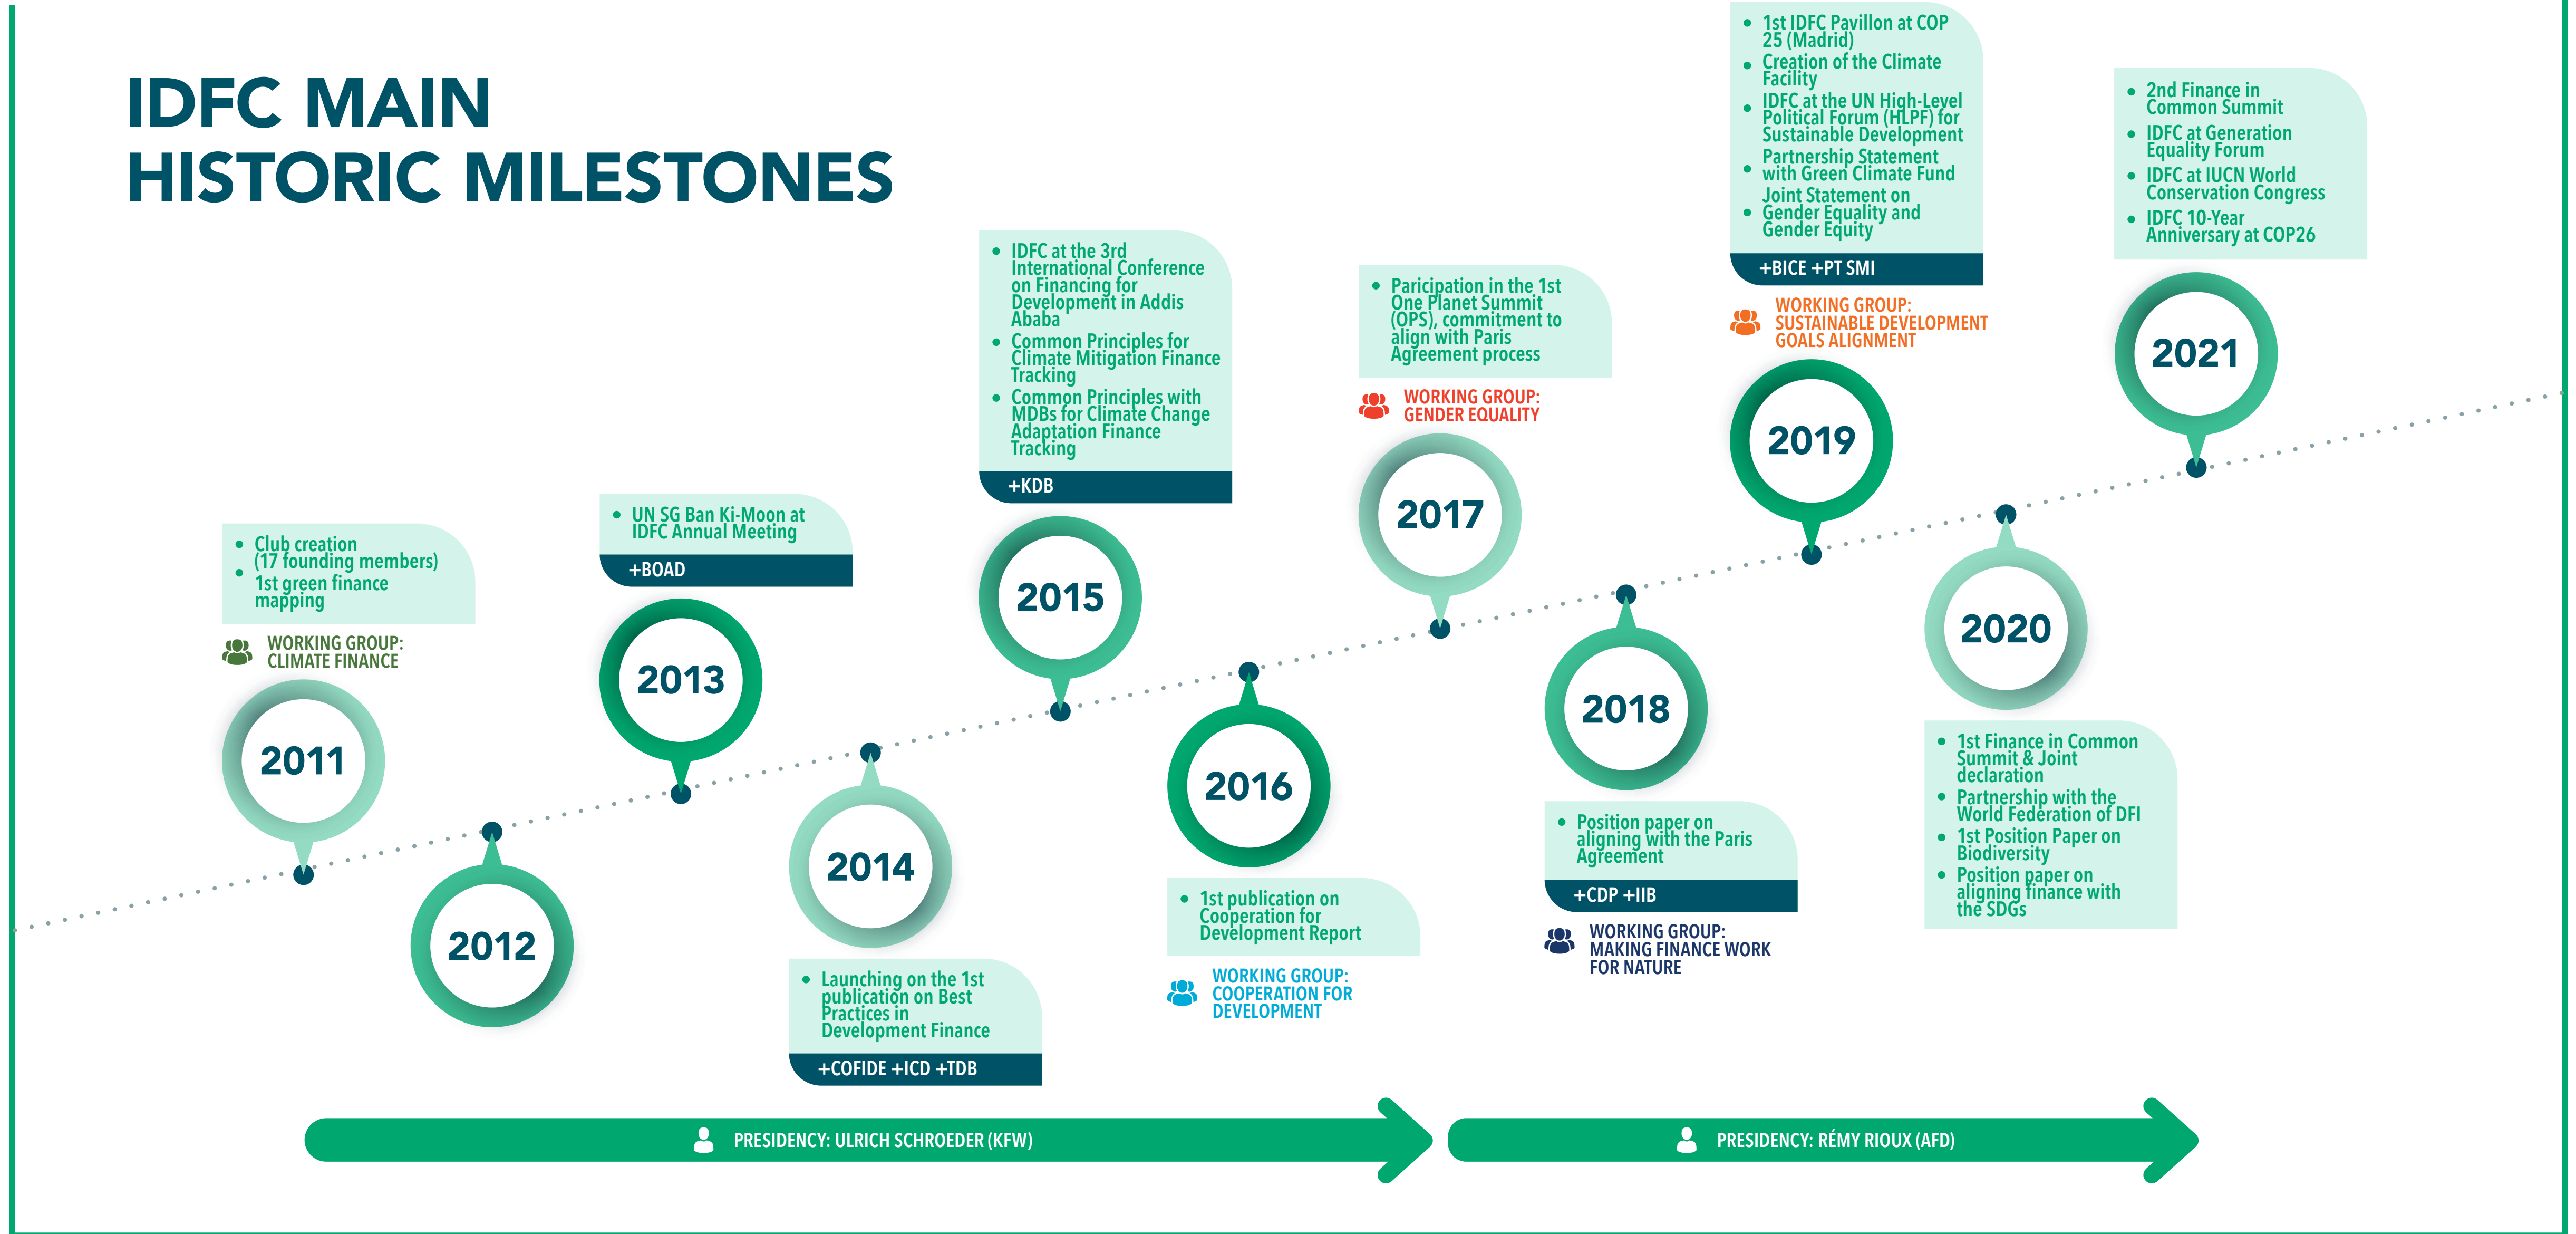 IDFC MAIN
HISTORIC MILESTONES
Club creation
(17 founding members)
1st green finance
mapping
WORKING GROUP:
CLIMATE FINANCE
2011
2012
UN SG Ban Ki-Moon at
IDFC Annual Meeting
+BOAD
2013
2014
Launching on the 1st
publication on Best
Practices in
Development Finance
+COFIDE +ICD +TDB
IDFC at the 3rd
International Conference
on Financing for
Development in Addis
Ababa
Common Principles for
Climate Mitigation Finance
Tracking
Common Principles with
MDBs for Climate Change
Adaptation Finance
Tracking
+KDB
2015
2016
1st publication on
Cooperation for
Development Report
WORKING GROUP:
COOPERATION FOR
DEVELOPMENT
Paricipation in the 1st
One Planet Summit
(OPS), commitment to
align with Paris
Agreement process
WORKING GROUP:
GENDER EQUALITY
2017
2018
Position paper on
aligning with the Paris
Agreement
+CDP +IIB
WORKING GROUP:
MAKING FINANCE WORK
FOR NATURE
1st IDFC Pavillon at COP
25 (Madrid)
Creation of the Climate
Facility
IDFC at the UN High-Level
Political Forum (HLPF) for
Sustainable Development
Partnership Statement
with Green Climate Fund
Joint Statement on
Gender Equality and
Gender Equity
+BICE +PT SMI
WORKING GROUP:
SUSTAINABLE DEVELOPMENT
GOALS ALIGNMENT
2019
2020
1st Finance in Common
Summit & Joint
declaration
Partnership with the
World Federation of DFI
1st Position Paper on
Biodiversity
Position paper on
aligning finance with
the SDGs
2nd Finance in
Common Summit
IDFC at Generation
Equality Forum
IDFC at IUCN World
Conservation Congress
IDFC 10-Year
Anniversary at COP26
2021
PRESIDENCY: ULRICH SCHROEDER (KFW)
PRESIDENCY: RÉMY RIOUX (AFD)